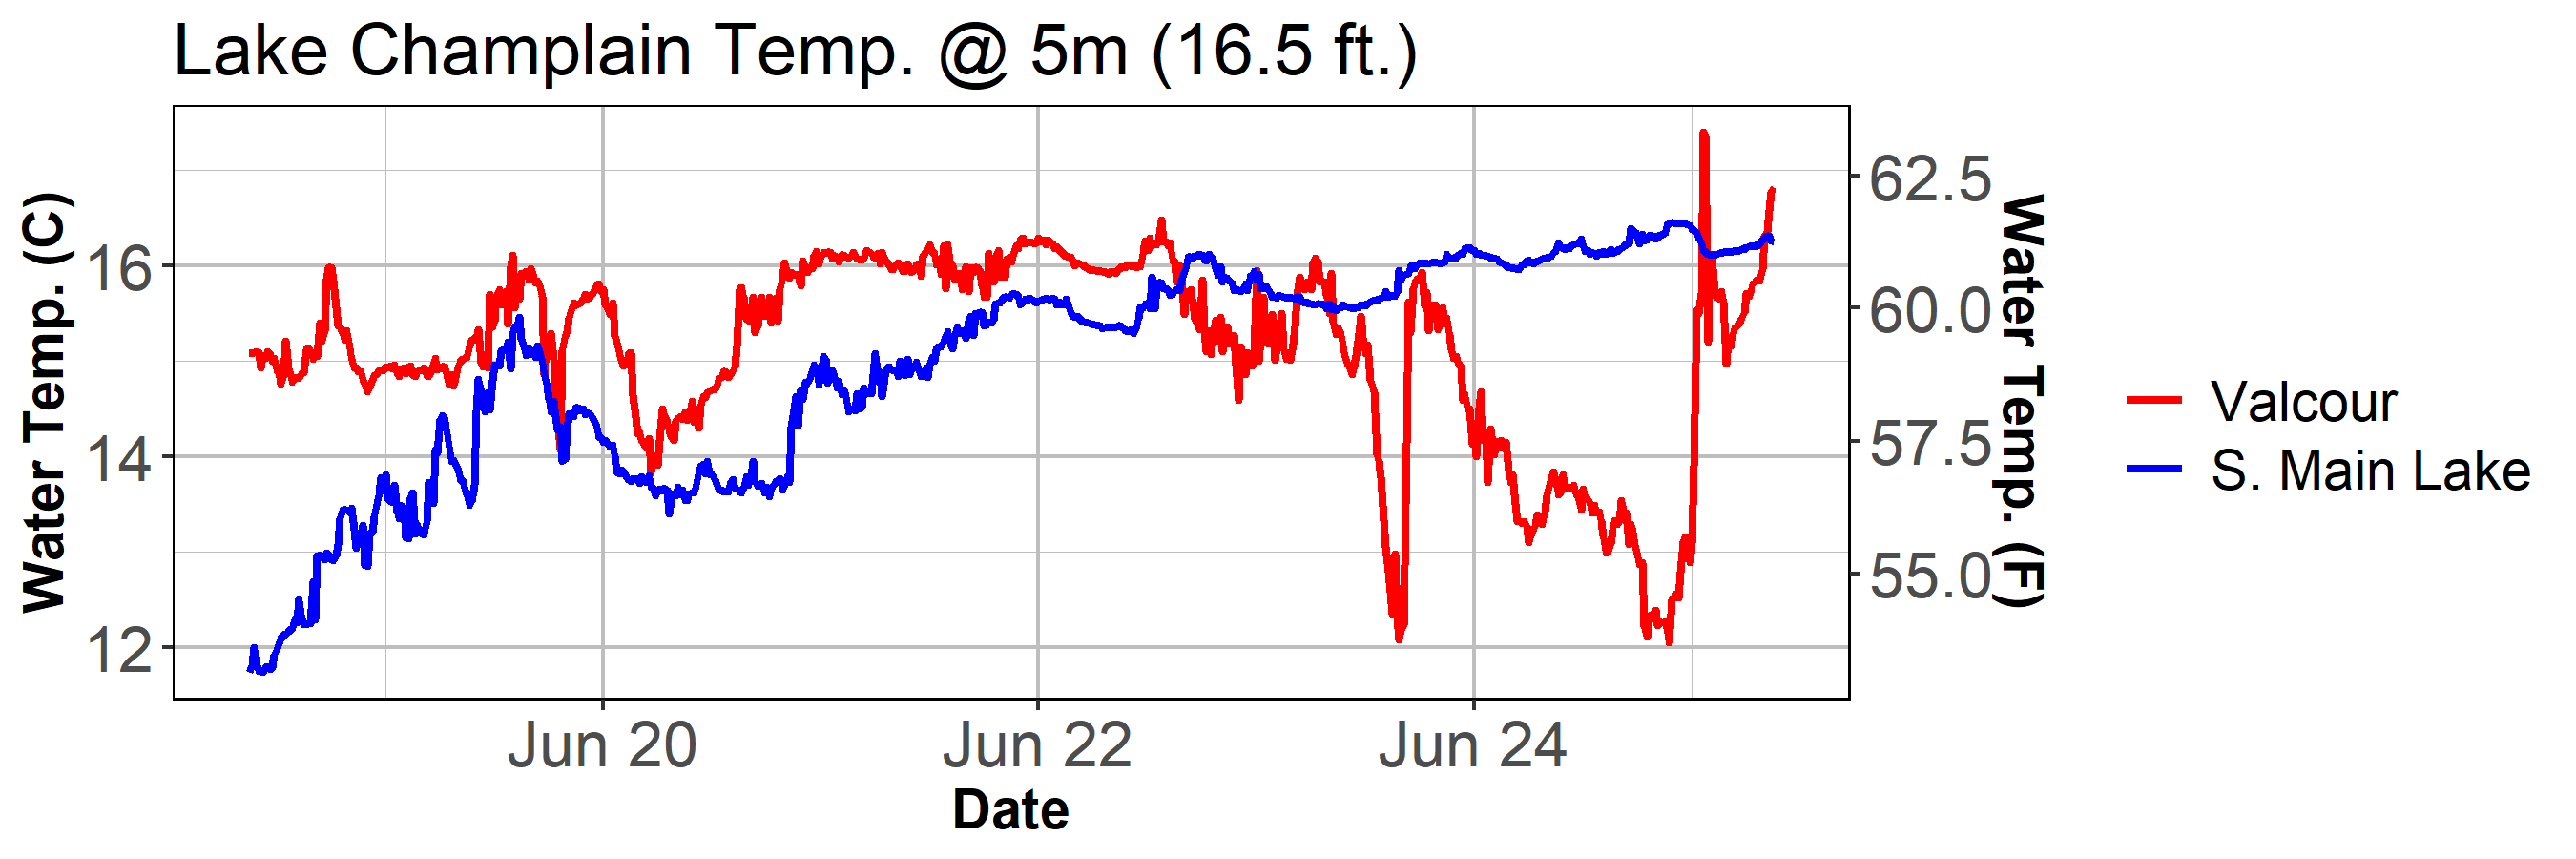 Lake Champlain Temp. @ 5m (16.5 ft.)
Water Temp. (C)
16
14
12
62.5
60.0
57.5
55.0
Water Temp. (F)
Jun 20
Jun 22
Jun 24
Date
Valcour
S. Main Lake